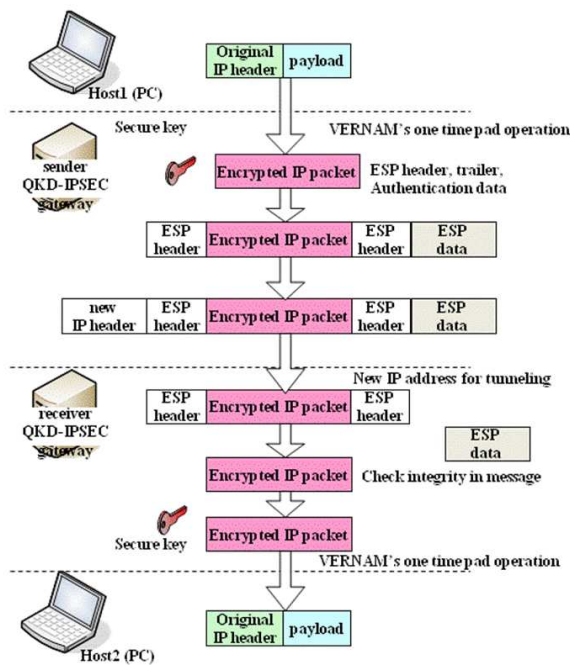 Original
IP header
payload
Host1 (PC)
Secure key
VERNAM's one time pad operation
sender
QKD-IPSEC
gateway
Encrypted IP packet
ESP header, trailer,
Authentication data
ESP
header
Encrypted IP packet
ESP
header
ESP
data
new
IP header
ESP
header
Encrypted IP packet
ESP
header
ESP
data
New IP address for tunneling
receiver
QKD-IPSEC
gateway
ESP
header
Encrypted IP packet
ESP
header
ESP
data
Encrypted IP packet
Check integrity in message
Secure key
Encrypted IP packet
VERNAM's one time pad operation
Host2 (PC)
Original
IP header
payload